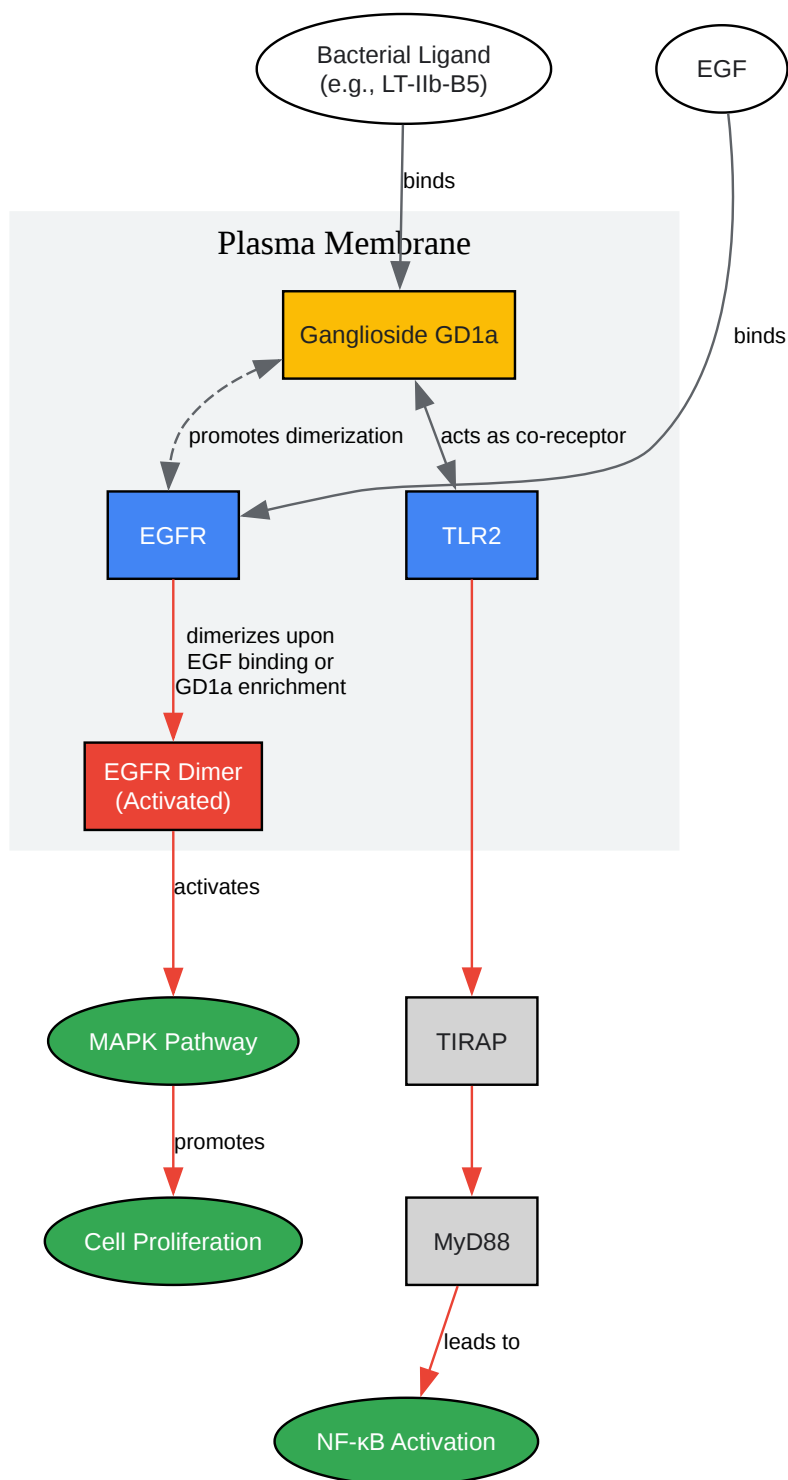 Bacterial Ligand
(e.g., LT-IIb-B5)
EGF
binds
Plasma Membrane
Ganglioside GD1a
binds
promotes dimerization
acts as co-receptor
EGFR
TLR2
dimerizes upon
EGF binding or
GD1a enrichment
EGFR Dimer
(Activated)
activates
MAPK Pathway
TIRAP
promotes
Cell Proliferation
MyD88
leads to
NF-κB Activation